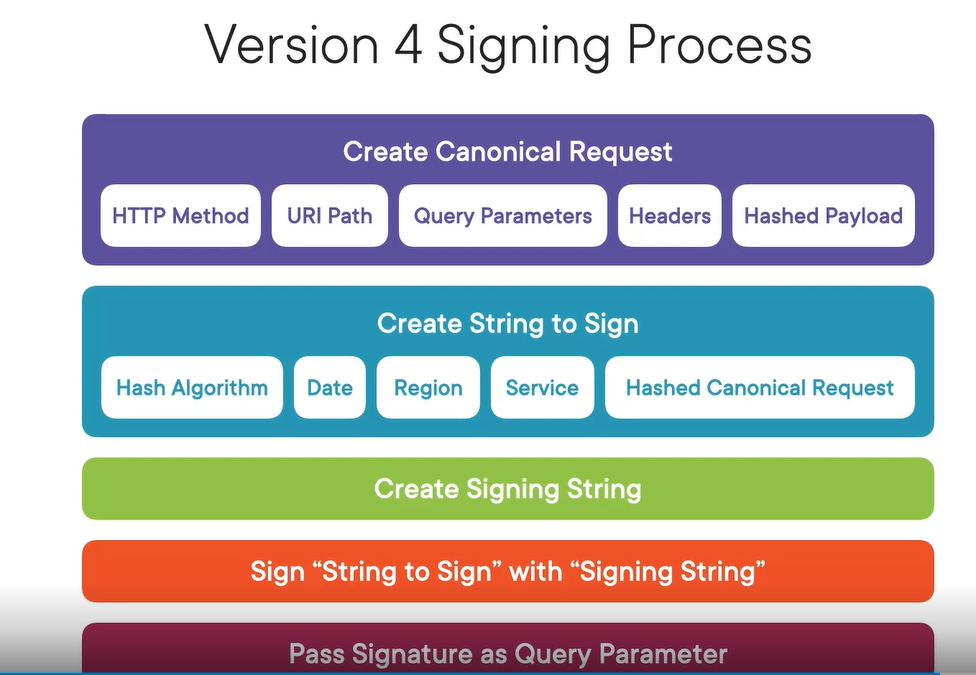 Version 4 Signing Process
Create Canonical Request
HTTP Method
URI Path
Query Parameters
Headers
Hashed Payload
Create String to Sign
Hash Algorithm
Date
Region
Service
Hashed Canonical Request
Create Signing String
Sign “String to Sign” with “Signing String”
Pass Signature as Query Parameter